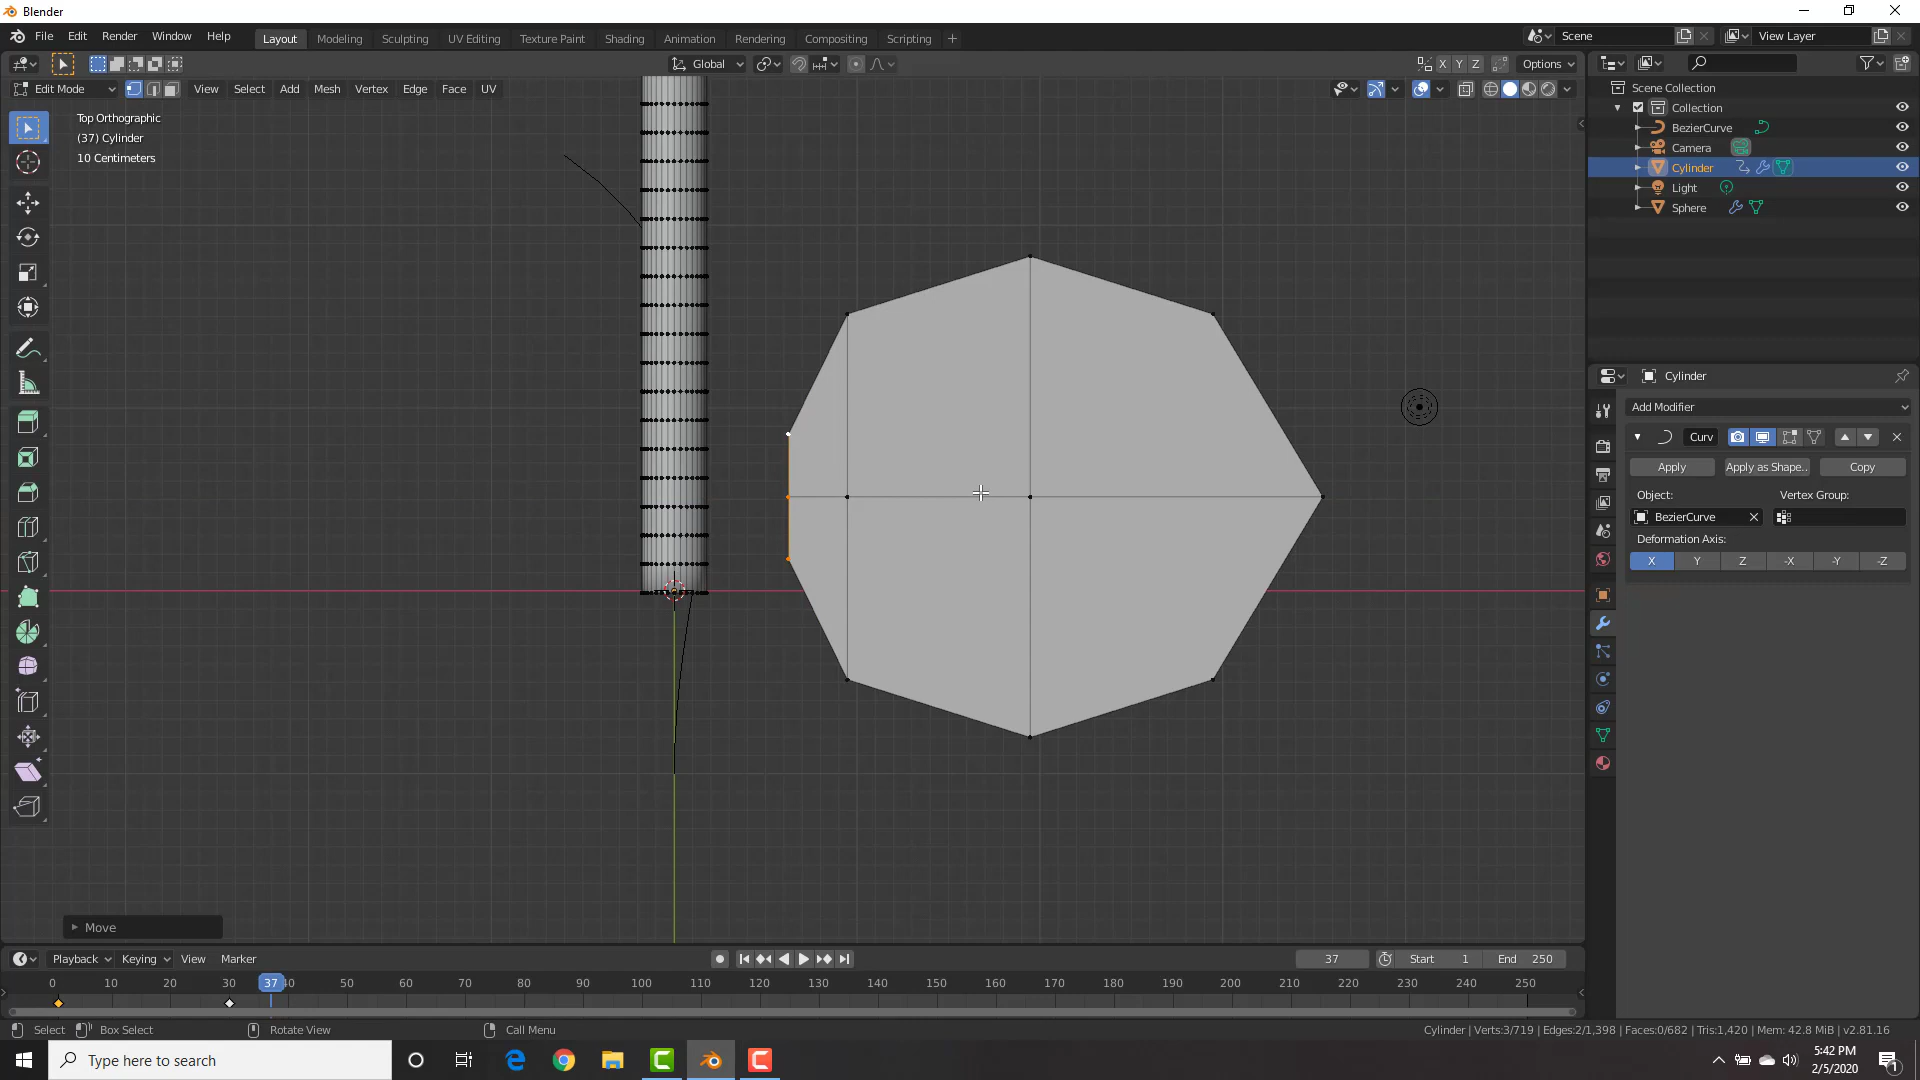 Blender
File Edit Render Window Help
Layout Modeling Sculpting UV Editing Texture Paint Shading Animation Rendering Compositing Scripting +
Scene
View Layer
Global
X Y Z
Options
Edit Mode
View Select Add Mesh Vertex Edge Face UV
Top Orthographic
(37) Cylinder
10 Centimeters
Scene Collection
Collection
BezierCurve
Camera
Cylinder
Light
Sphere
Cylinder
Add Modifier
Curv
Apply
Apply as Shape..
Copy
Object:
Vertex Group:
BezierCurve
Deformation Axis:
X Y Z -X -Y -Z
Move
Playback Keying View Marker
37
Start 1
End 250
0 10 20 30 37 40 50 60 70 80 90 100 110 120 130 140 150 160 170 180 190 200 210 220 230 240 250
Select Box Select Rotate View Call Menu
Cylinder | Verts:3/719 | Edges:2/1,398 | Faces:0/682 | Tris:1,420 | Mem: 42.8 MiB | v2.81.16
Type here to search
5:42 PM
2/5/2020
1